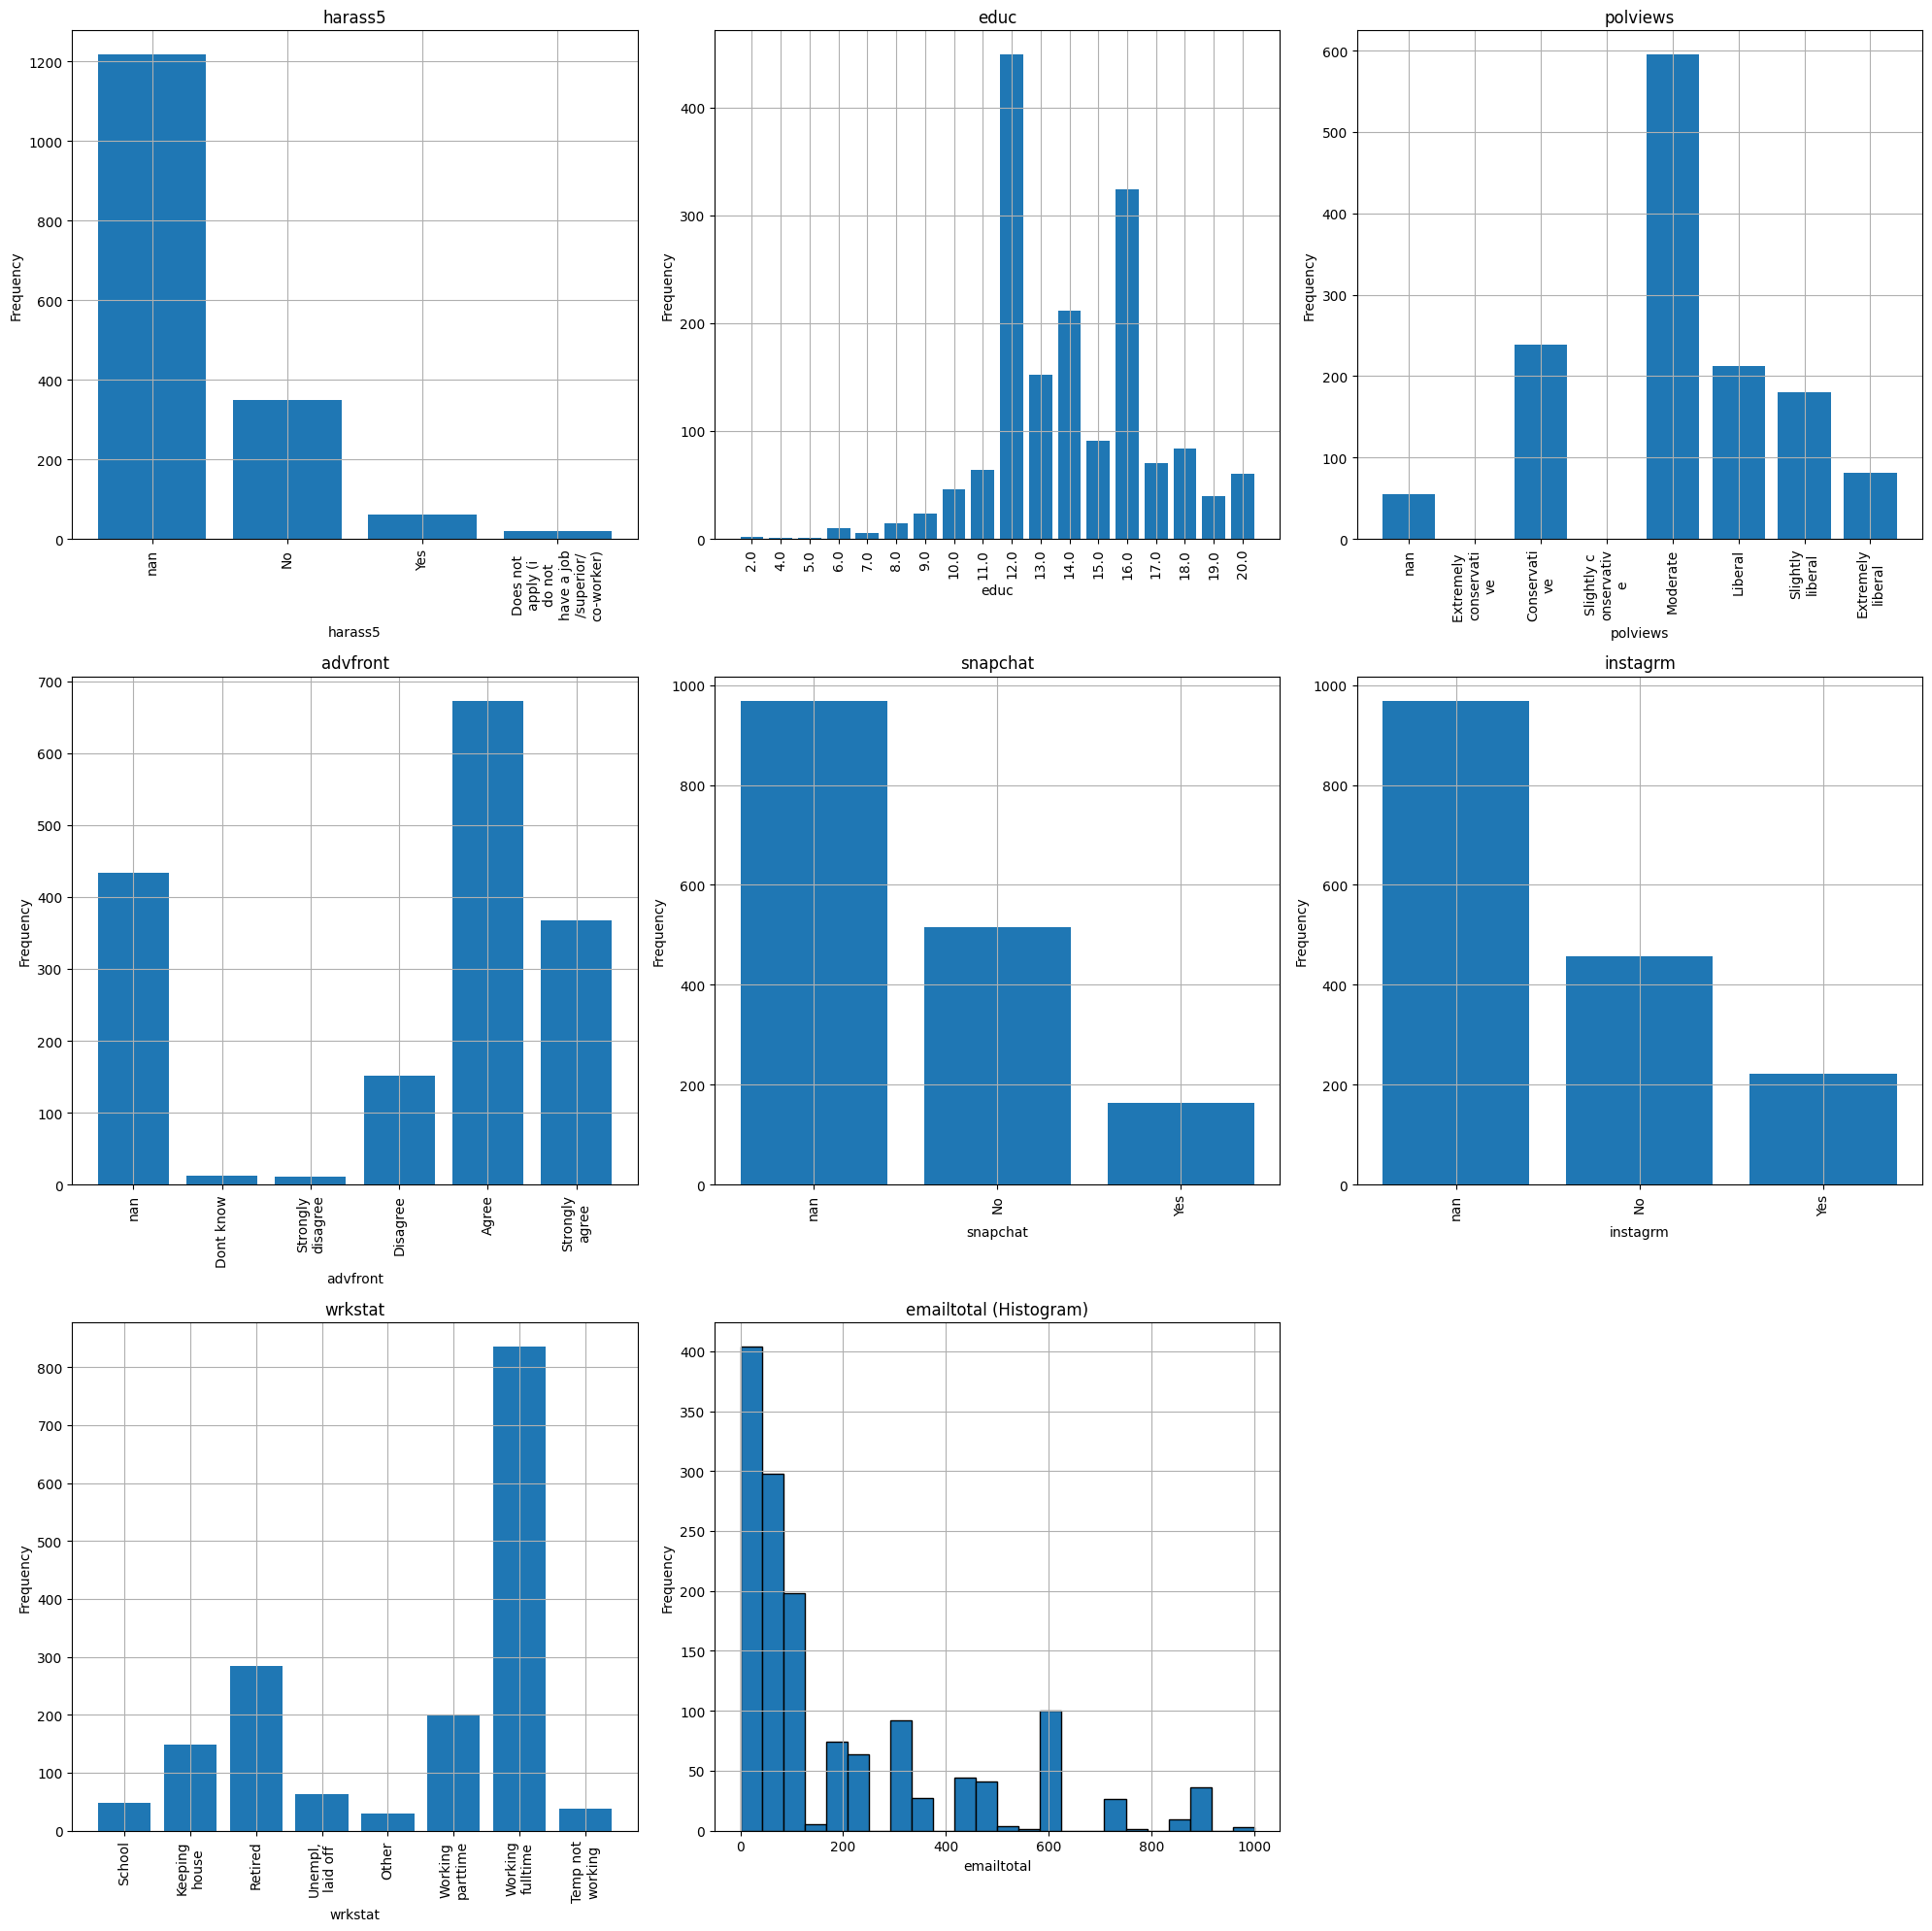 harass5
1200
1000
800
600
400
200
0
Frequency
nan
No
Yes
Does not
apply (i
do not
have a job
/superior/
co-worker)
harass5
educ
400
300
200
100
0
Frequency
2.0
4.0
5.0
6.0
7.0
8.0
9.0
10.0
11.0
12.0
13.0
14.0
15.0
16.0
17.0
18.0
19.0
20.0
educ
polviews
600
500
400
300
200
100
0
Frequency
nan
Extremely
conservati
ve
Conservati
ve
Slightly c
onservativ
e
Moderate
Liberal
Slightly
liberal
Extremely
liberal
polviews
advfront
700
600
500
400
300
200
100
0
Frequency
nan
Dont know
Strongly
disagree
Disagree
Agree
Strongly
agree
advfront
snapchat
1000
800
600
400
200
0
Frequency
nan
No
Yes
snapchat
instagrm
1000
800
600
400
200
0
Frequency
nan
No
Yes
instagrm
wrkstat
800
700
600
500
400
300
200
100
0
Frequency
School
Keeping
house
Retired
Unempl,
laid off
Other
Working
parttime
Working
fulltime
Temp not
working
wrkstat
emailtotal (Histogram)
400
350
300
250
200
150
100
50
0
Frequency
0
200
400
600
800
1000
emailtotal